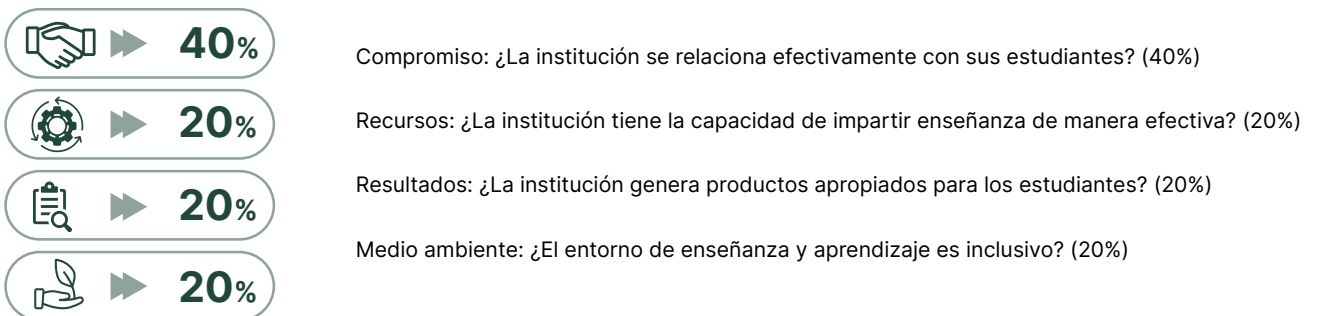 40%
Compromiso: ¿La institución se relaciona efectivamente con sus estudiantes? (40%)
20%
Recursos: ¿La institución tiene la capacidad de impartir enseñanza de manera efectiva? (20%)
20%
Resultados: ¿La institución genera productos apropiados para los estudiantes? (20%)
20%
Medio ambiente: ¿El entorno de enseñanza y aprendizaje es inclusivo? (20%)